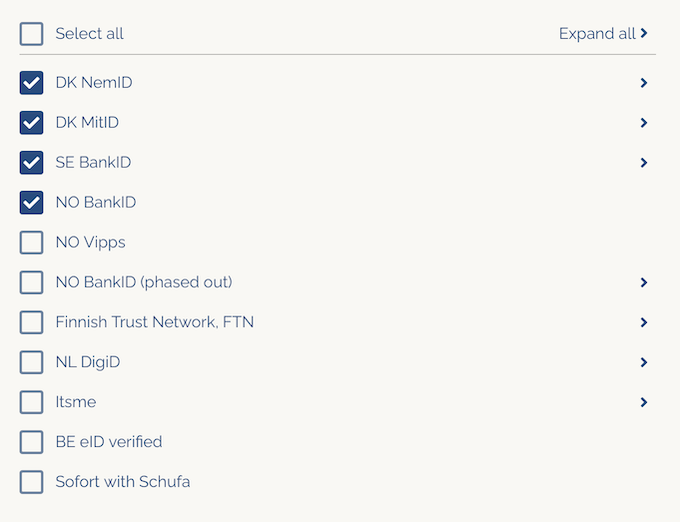 Select all Expand all
DK NemID
DK MitID
SE BankID
NO BankID
NO Vipps
NO BankID (phased out)
Finnish Trust Network, FTN
NL DigiD
Itsme
BE eID verified
Sofort with Schufa